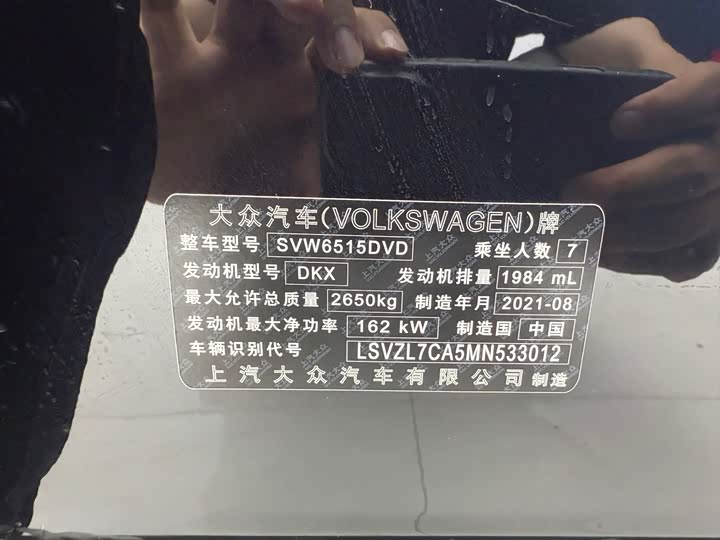 大众汽车(VOLKSWAGEN)牌
整车型号 SVW6515DVD 乘坐人数 7
发动机型号 DKX 发动机排量 1984 mL
最大允许总质量 2650kg 制造年月 2021-08
发动机最大净功率 162 kW 制造国 中国
车辆识别代号 LSVZL7CA5MN533012
上汽大众汽车有限公司 制造